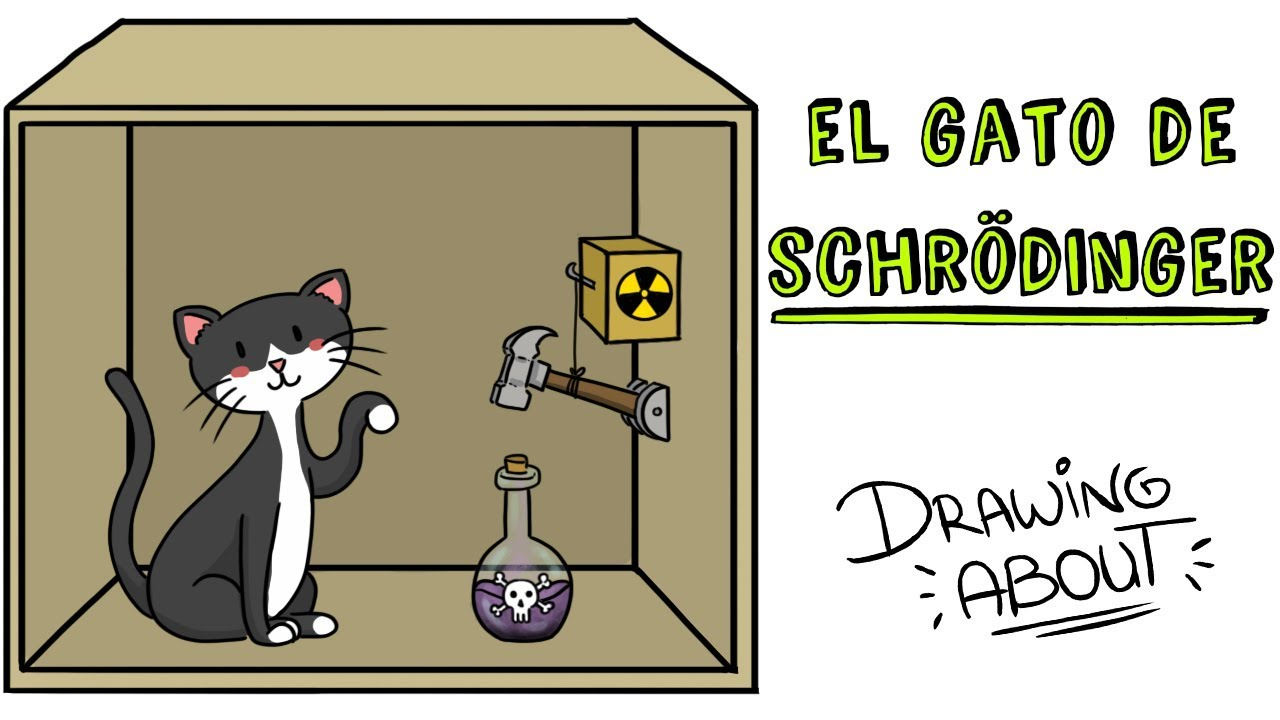 EL GATO DE
SCHRÖDINGER
DRAWING
ABOUT